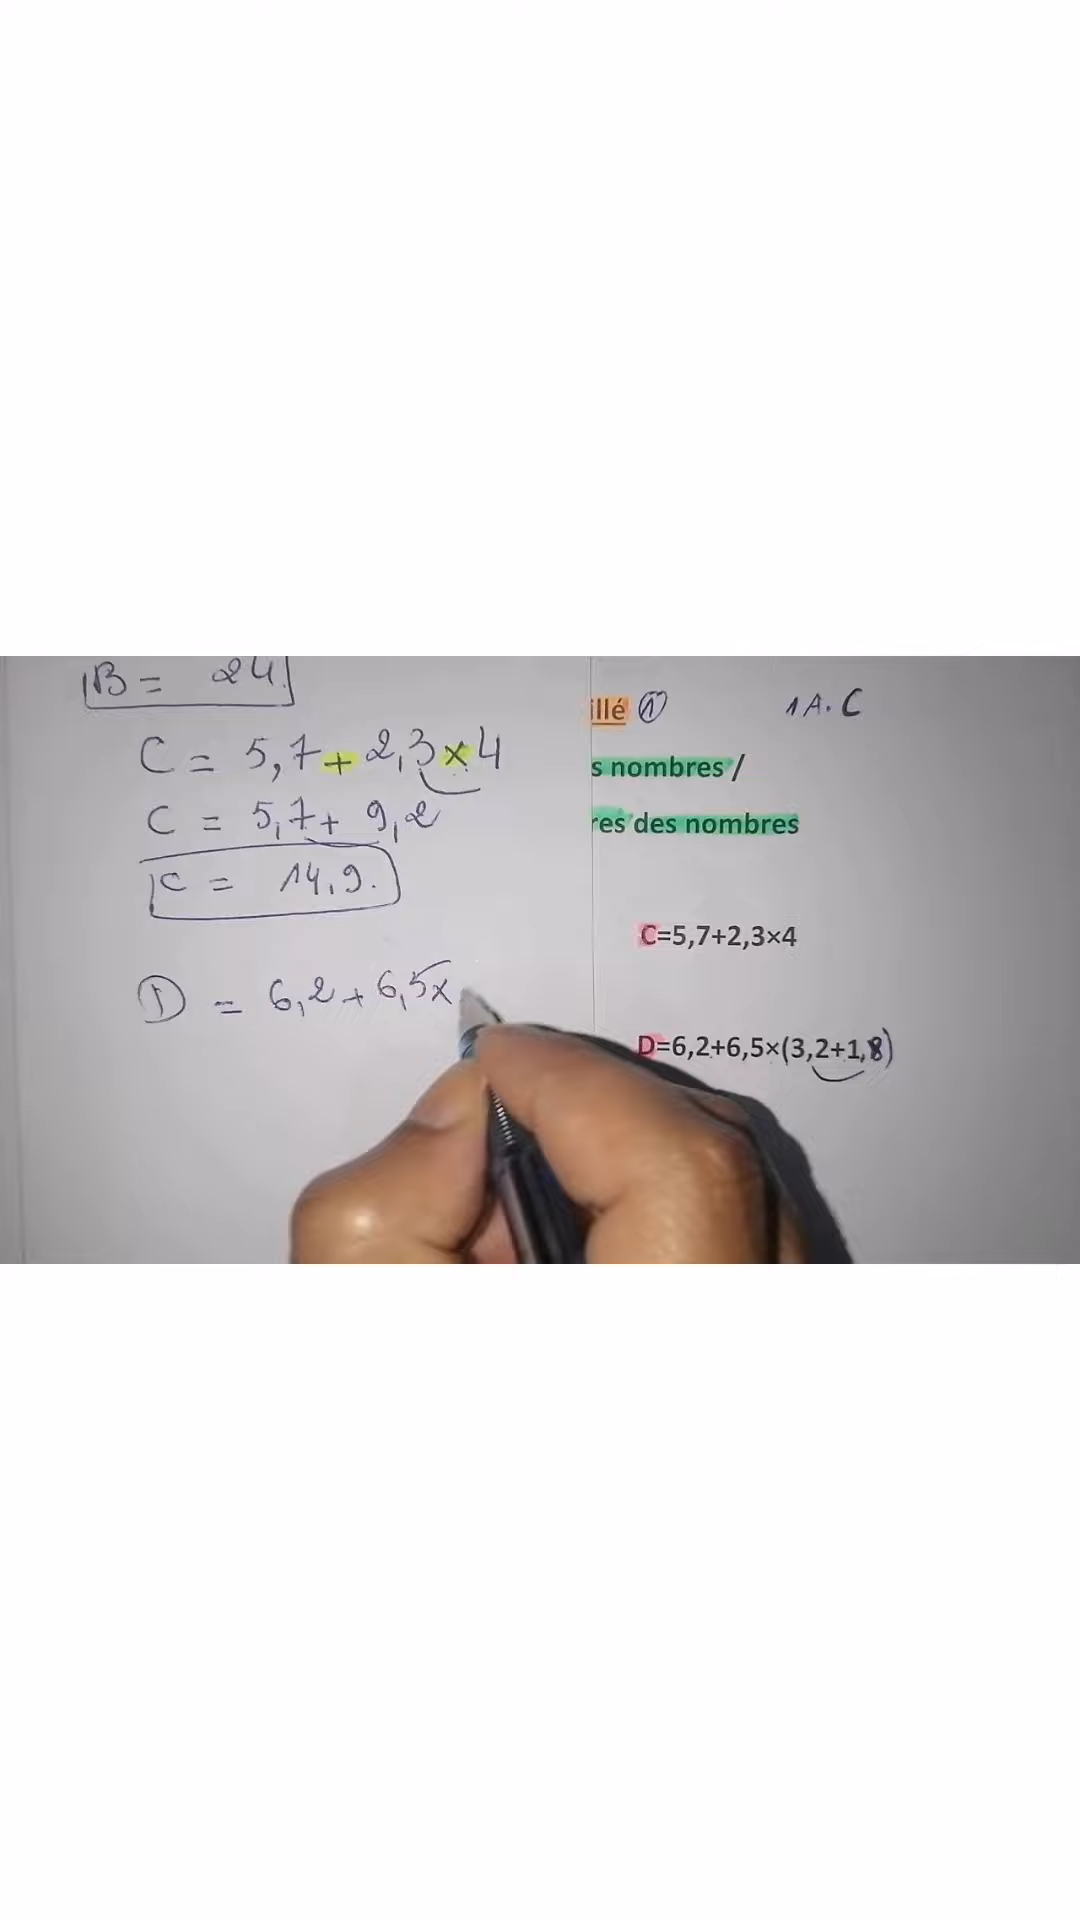 B = 24
C = 5,7 + 2,3 × 4
C = 5,7 + 9,2
C = 14,9.
D = 6,2 + 6,5 ×
illé 1 1A.C
s nombres /
res des nombres
C=5,7+2,3×4
D=6,2+6,5×(3,2+1,8)